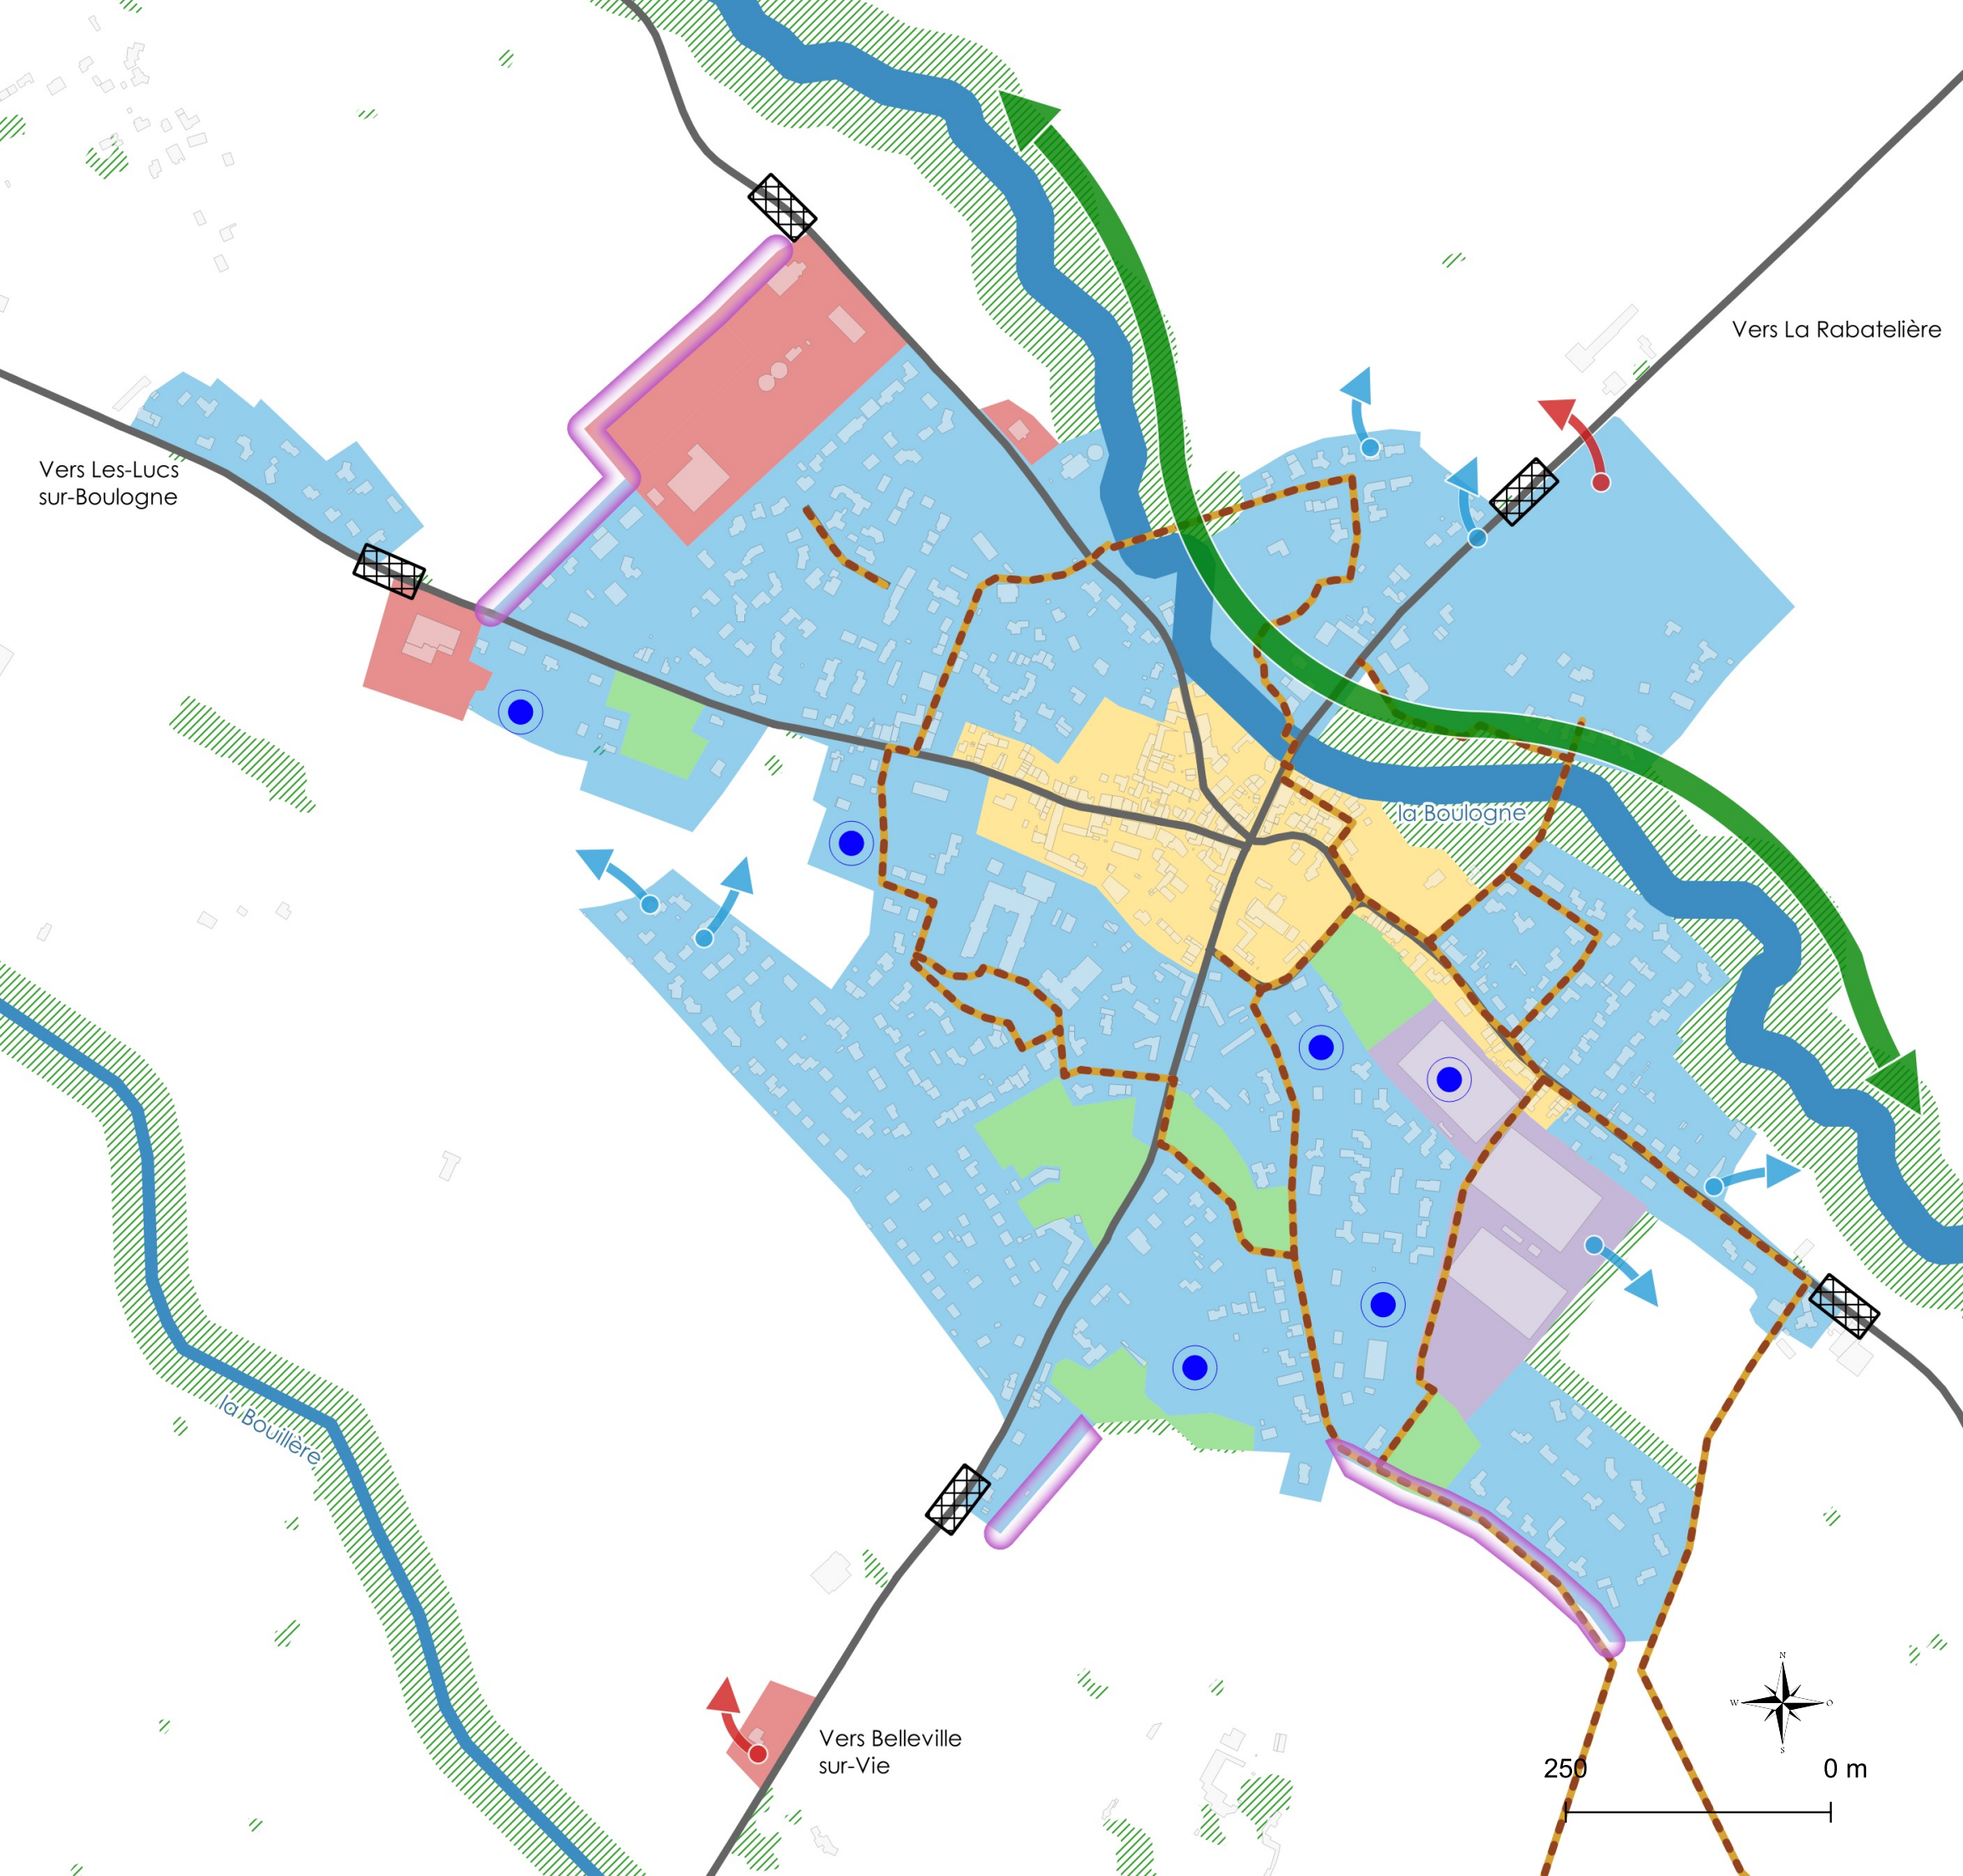 Vers La Rabatelière
Vers Les-Lucs
sur-Boulogne
la Boulogne
la Bouillère
Vers Belleville
sur-Vie
N
W
O
S
250
0 m